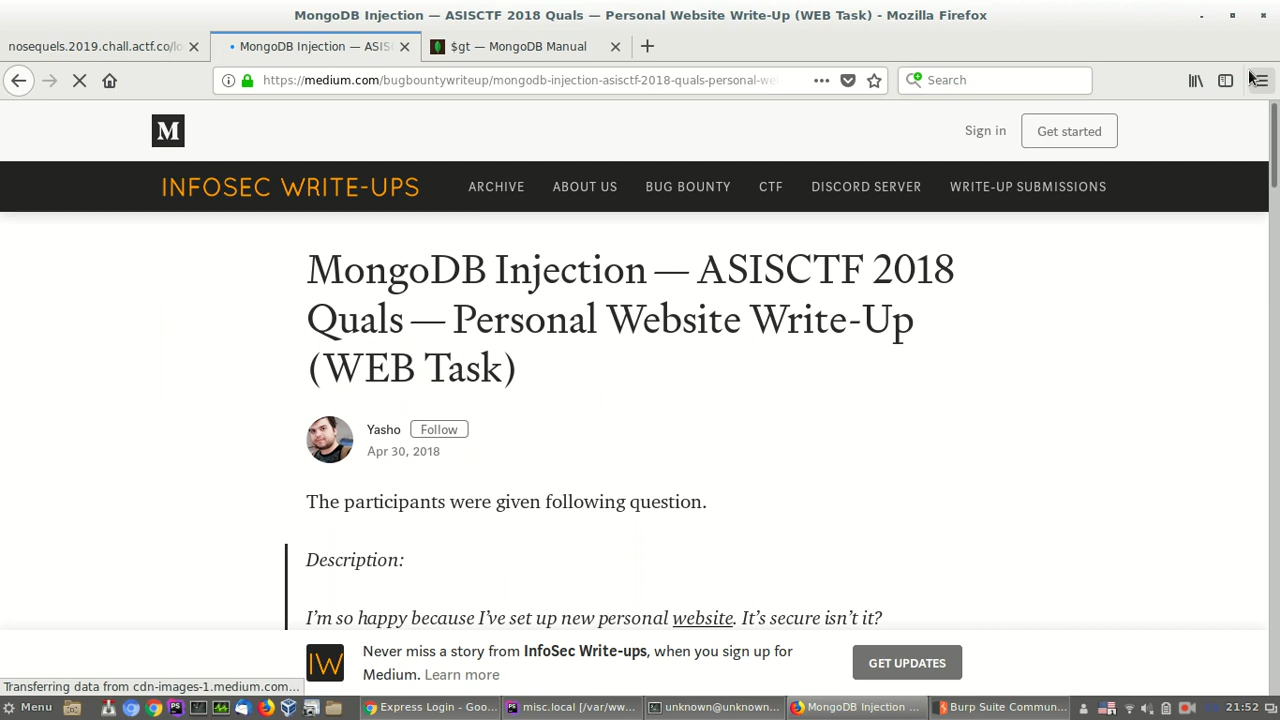 MongoDB Injection — ASISCTF 2018 Quals — Personal Website Write-Up (WEB Task) - Mozilla Firefox
nosequels.2019.chall.actf.co/lo
MongoDB Injection — ASIS
$gt — MongoDB Manual
https://medium.com/bugbountywriteup/mongodb-injection-asisctf-2018-quals-personal-we
Search
M
Sign in
Get started
INFOSEC WRITE-UPS
ARCHIVE
ABOUT US
BUG BOUNTY
CTF
DISCORD SERVER
WRITE-UP SUBMISSIONS
MongoDB Injection — ASISCTF 2018
Quals — Personal Website Write-Up
(WEB Task)
Yasho
Follow
Apr 30, 2018
The participants were given following question.
Description:
I'm so happy because I've set up new personal website. It's secure isn't it?
IW
Never miss a story from InfoSec Write-ups, when you sign up for
Medium. Learn more
GET UPDATES
Transferring data from cdn-images-1.medium.com...
Menu
Express Login - Goo...
misc.local [/var/ww...
unknown@unknown...
MongoDB Injection ...
Burp Suite Commun...
21:52